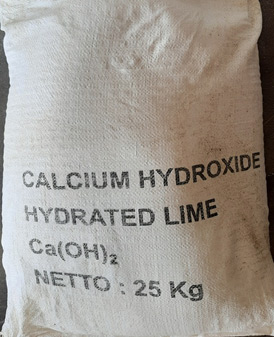 CALCIUM HYDROXIDE
HYDRATED LIME
Ca(OH)₂
NETTO : 25 Kg